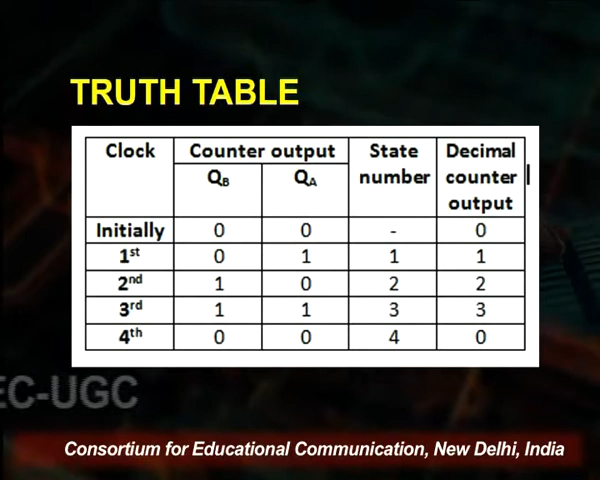 TRUTH TABLE
Clock Counter output State number Decimal counter output
QB QA
Initially 0 0 - 0
1st 0 1 1 1
2nd 1 0 2 2
3rd 1 1 3 3
4th 0 0 4 0
EC-UGC
Consortium for Educational Communication, New Delhi, India